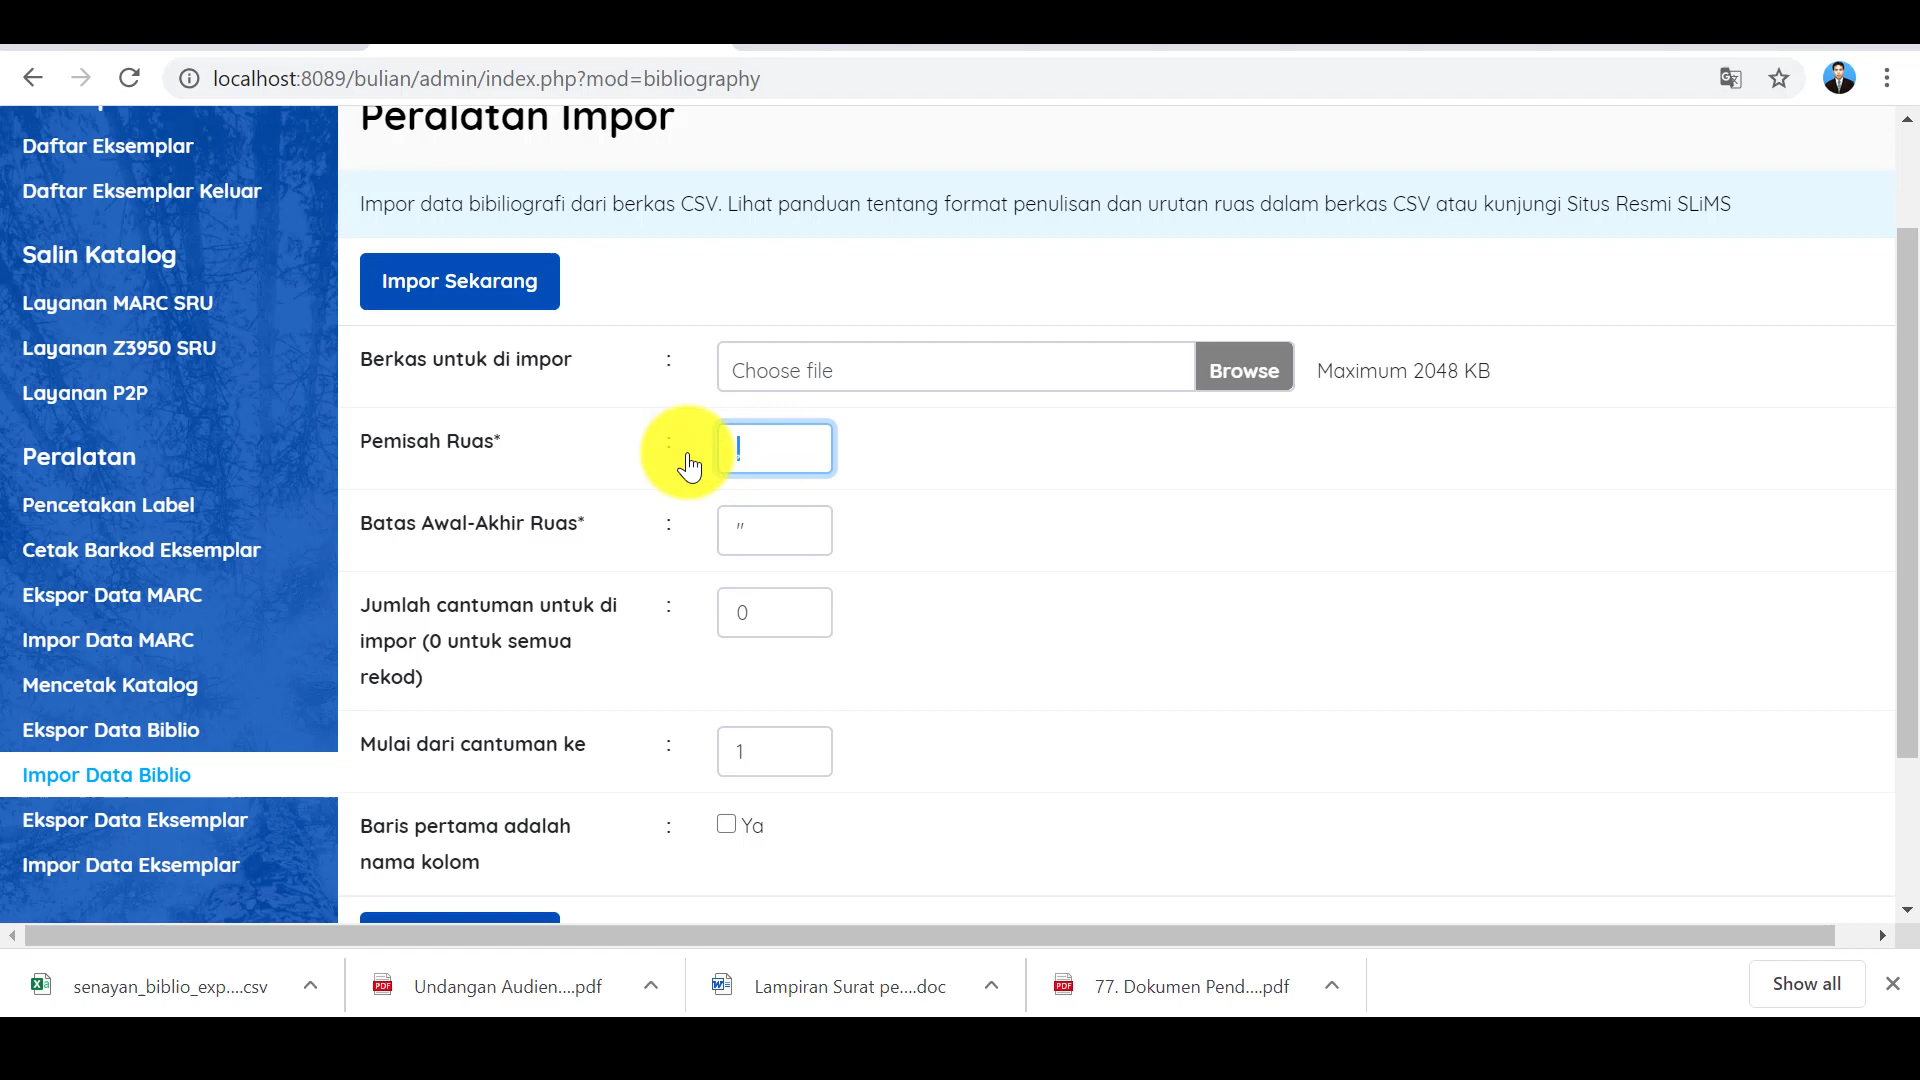 localhost:8089/bulian/admin/index.php?mod=bibliography
Daftar Eksemplar
Daftar Eksemplar Keluar
Salin Katalog
Layanan MARC SRU
Layanan Z3950 SRU
Layanan P2P
Peralatan
Pencetakan Label
Cetak Barkod Eksemplar
Ekspor Data MARC
Impor Data MARC
Mencetak Katalog
Ekspor Data Biblio
Impor Data Biblio
Ekspor Data Eksemplar
Impor Data Eksemplar
Peralatan Impor
Impor data bibiliografi dari berkas CSV. Lihat panduan tentang format penulisan dan urutan ruas dalam berkas CSV atau kunjungi Situs Resmi SLiMS
Impor Sekarang
Berkas untuk di impor : Choose file Browse Maximum 2048 KB
Pemisah Ruas* :
Batas Awal-Akhir Ruas* : "
Jumlah cantuman untuk di : 0
impor (0 untuk semua
rekod)
Mulai dari cantuman ke : 1
Baris pertama adalah : Ya
nama kolom
senayan_biblio_exp....csv
Undangan Audien....pdf
Lampiran Surat pe....doc
77. Dokumen Pend....pdf
Show all